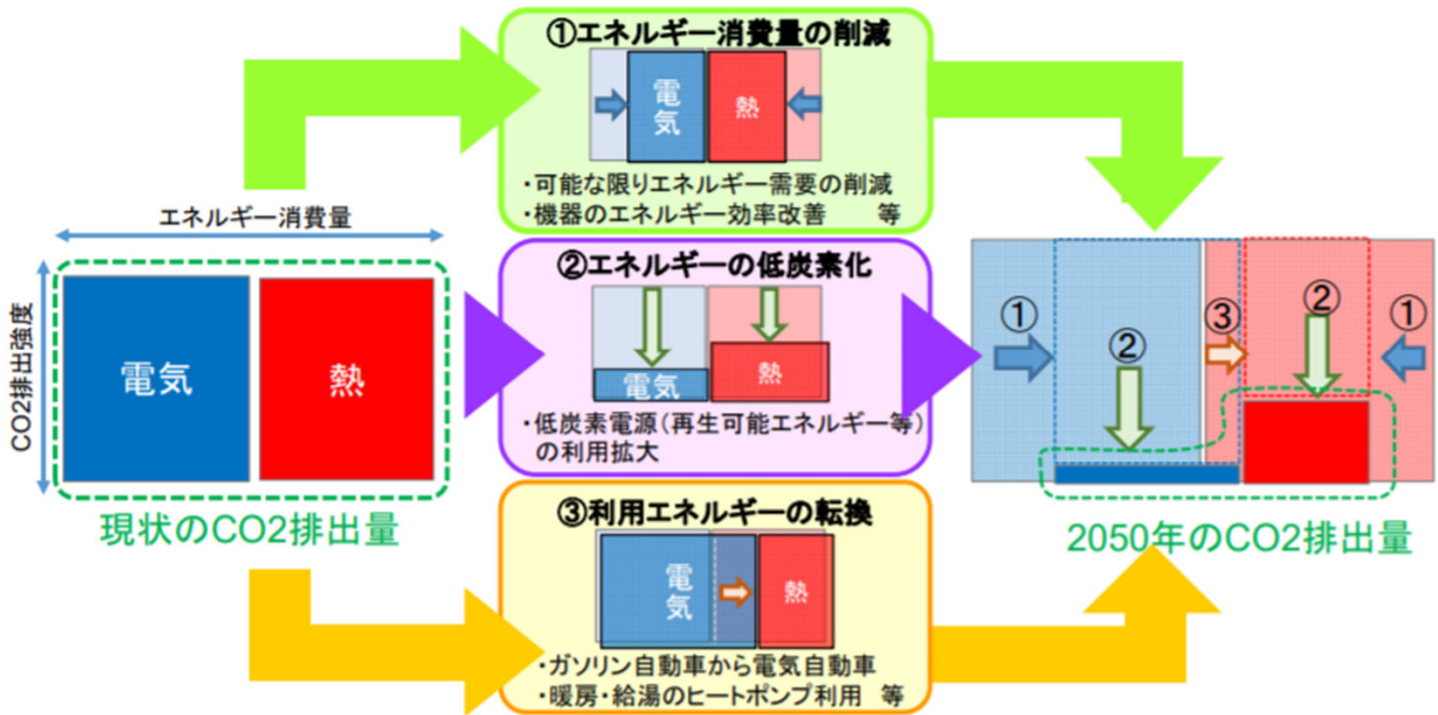 ①エネルギー消費量の削減
電気
熱
・可能な限りエネルギー需要の削減
・機器のエネルギー効率改善　　等
エネルギー消費量
CO2排出強度
電気
熱
現状のCO2排出量
②エネルギーの低炭素化
電気
熱
・低炭素電源（再生可能エネルギー等）
の利用拡大
③利用エネルギーの転換
電気
熱
・ガソリン自動車から電気自動車
・暖房・給湯のヒートポンプ利用　等
①
②
③
②
①
2050年のCO2排出量